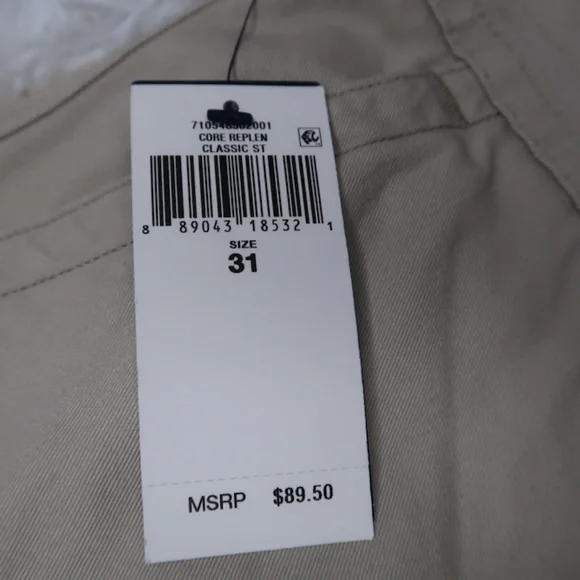 CORE REPLEN
CLASSIC ST
8 89043 18532 1
SIZE
31
MSRP $89.50